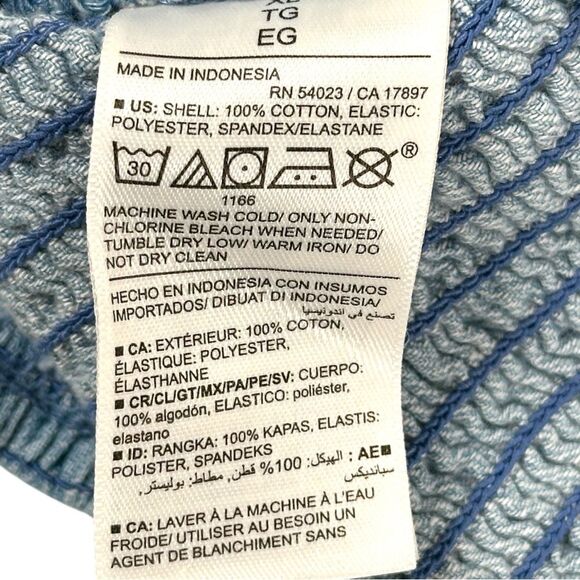 XL
TG
EG
MADE IN INDONESIA
RN 54023 / CA 17897
■ US: SHELL: 100% COTTON, ELASTIC:
POLYESTER, SPANDEX/ELASTANE
30
®
1166
MACHINE WASH COLD/ ONLY NON-
CHLORINE BLEACH WHEN NEEDED/
TUMBLE DRY LOW/ WARM IRON/ DO
NOT DRY CLEAN
HECHO EN INDONESIA CON INSUMOS
IMPORTADOS/ DIBUAT DI INDONESIA/
تصنع في اندونيسيا
■ CA: EXTÉRIEUR: 100% COTON,
ÉLASTIQUE: POLYESTER,
ÉLASTHANNE
■ CR/CL/GT/MX/PA/PE/SV: CUERPO:
100% algodón, ELASTICO: poliéster,
elastano
■ ID: RANGKA: 100% KAPAS, ELASTIS:
POLISTER, SPANDEKS
■ AE: الهيكل: 100% قطن, مطاط: بوليستر,
سباندیكس
■ CA: LAVER À LA MACHINE À L'EAU
FROIDE/ UTILISER AU BESOIN UN
AGENT DE BLANCHIMENT SANS